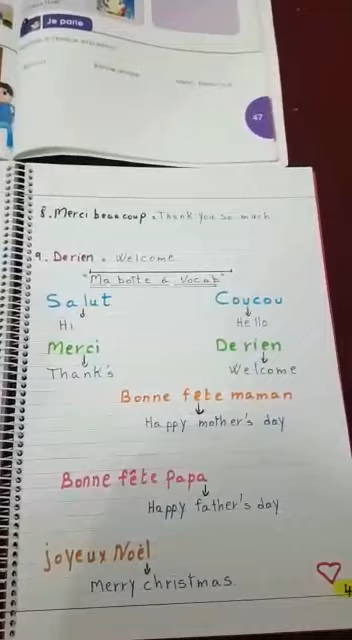 Je parle
47
8. Merci beaucoup. Thank you so much
9. Derien. Welcome
"Ma boîte à Vocab"
Salut Coucou
Hi Hello
Merci Derien
Thank's Welcome
Bonne fête maman
Happy mother's day
Bonne fête Papa
Happy father's day
joyeux Noël
Merry christmas.
4